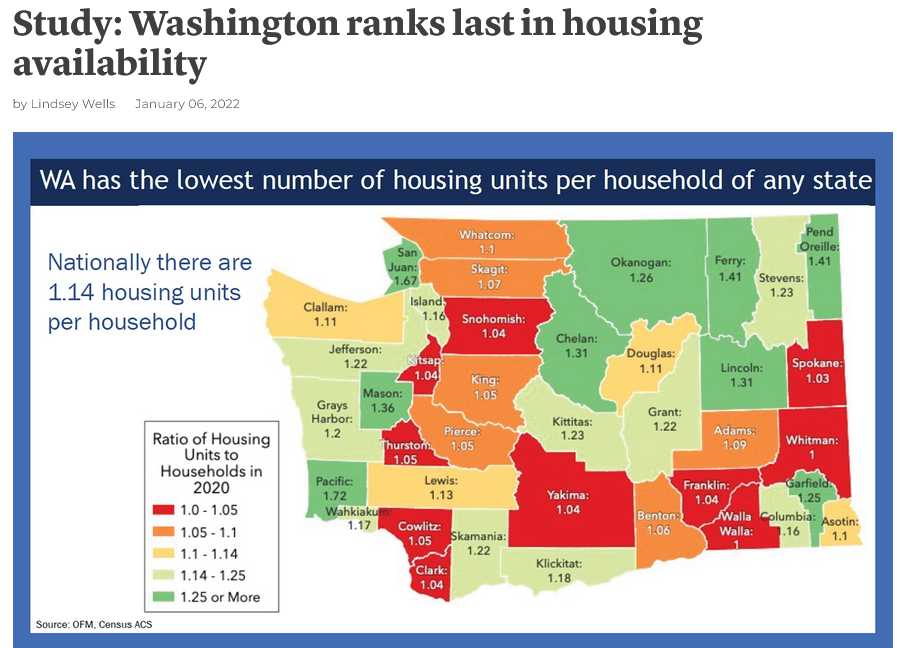 Study: Washington ranks last in housing
availability
by Lindsey Wells January 06, 2022
WA has the lowest number of housing units per household of any state
Nationally there are
1.14 housing units
per household
Whatcom:
1.1
San
Juan:
1.67
Skagit:
1.07
Okanogan:
1.26
Ferry:
1.41
Stevens:
1.23
Pend
Oreille:
1.41
Clallam:
1.11
Island:
1.16
Snohomish:
1.04
Chelan:
1.31
Douglas:
1.11
Jefferson:
1.22
Kitsap:
1.04
King:
1.05
Lincoln:
1.31
Spokane:
1.03
Mason:
1.36
Grays
Harbor:
1.2
Kittitas:
1.23
Grant:
1.22
Pierce:
1.05
Adams:
1.09
Whitman:
1
Thurston:
1.05
Pacific:
1.72
Lewis:
1.13
Yakima:
1.04
Franklin:
1.04
Garfield:
1.25
Wahkiakum:
1.17
Cowlitz:
1.05
Skamania:
1.22
Benton:
1.06
Walla
Walla:
1
Columbia:
1.16
Asotin:
1.1
Clark:
1.04
Klickitat:
1.18
Ratio of Housing
Units to
Households in
2020
1.0 - 1.05
1.05 - 1.1
1.1 - 1.14
1.14 - 1.25
1.25 or More
Source: OFM, Census ACS